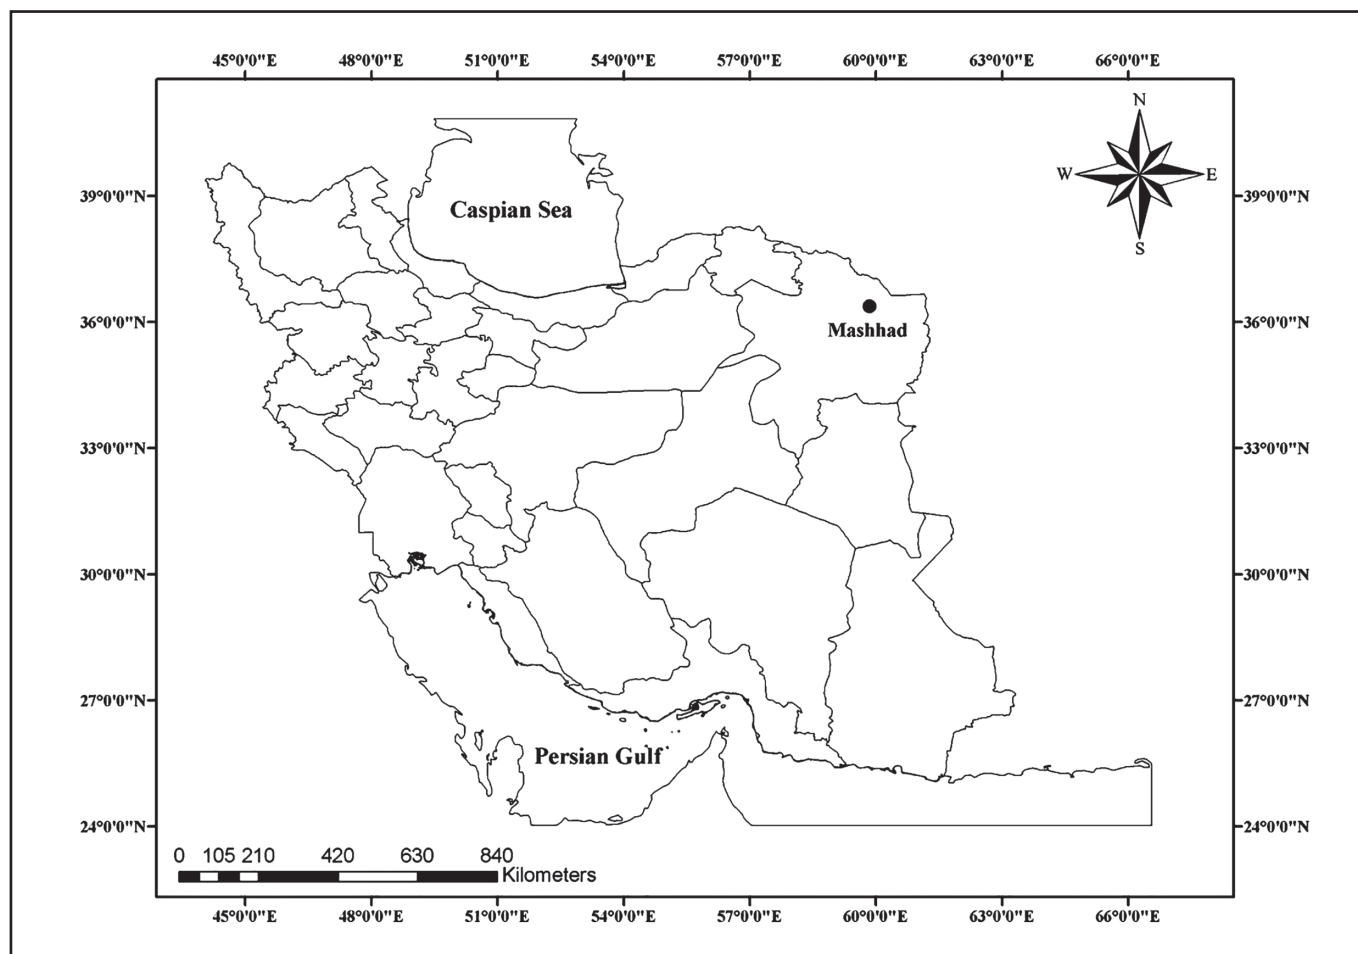 45°0'0"E 48°0'0"E 51°0'0"E 54°0'0"E 57°0'0"E 60°0'0"E 63°0'0"E 66°0'0"E
N
W E
S
39°0'0"N 39°0'0"N
Caspian Sea
36°0'0"N 36°0'0"N
Mashhad
33°0'0"N 33°0'0"N
30°0'0"N 30°0'0"N
27°0'0"N 27°0'0"N
Persian Gulf
24°0'0"N 24°0'0"N
0 105 210 420 630 840
Kilometers
45°0'0"E 48°0'0"E 51°0'0"E 54°0'0"E 57°0'0"E 60°0'0"E 63°0'0"E 66°0'0"E